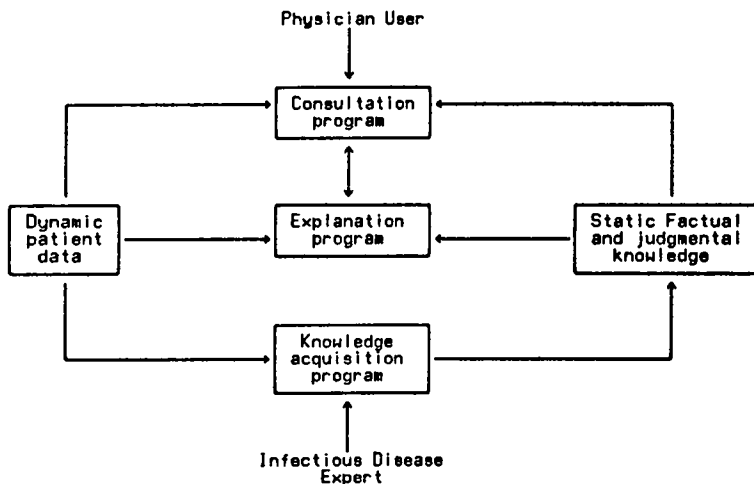 Physician User
Consultation
program
Dynamic
patient
data
Explanation
program
Static Factual
and judgmental
knowledge
Knowledge
acquisition
program
Infectious Disease
Expert